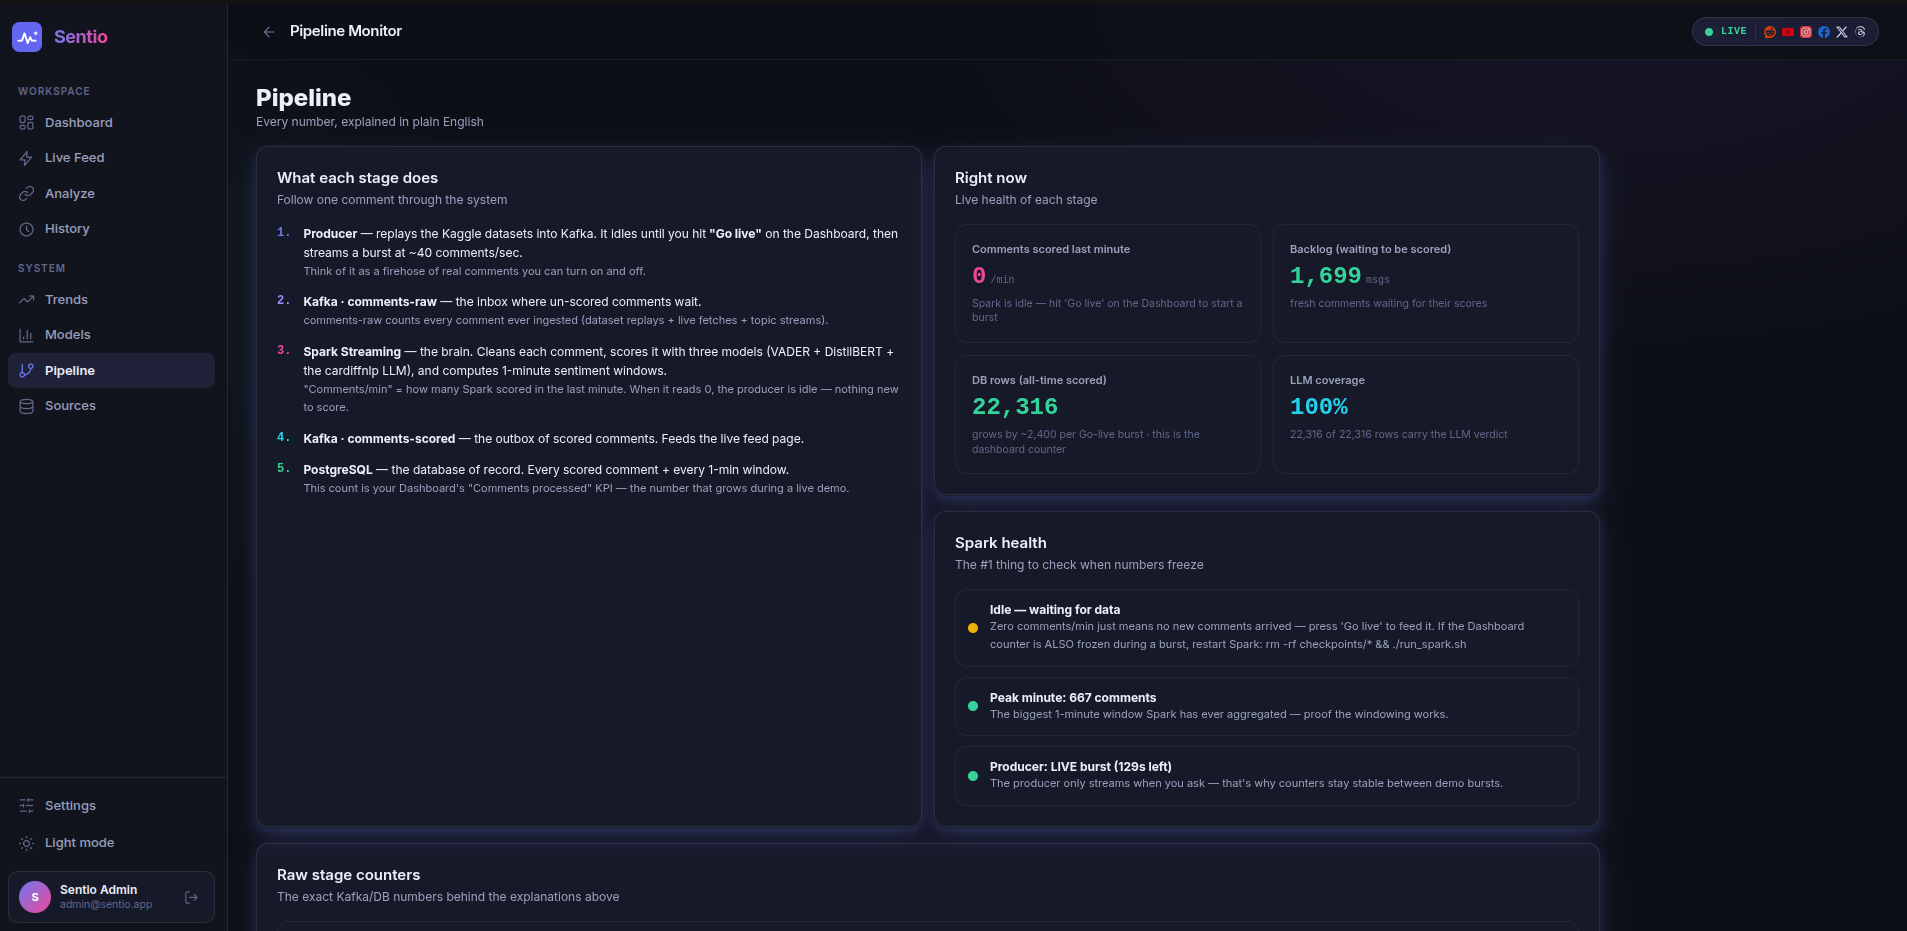 Sentio
WORKSPACE
Dashboard
Live Feed
Analyze
History
SYSTEM
Trends
Models
Pipeline
Sources
Settings
Light mode
S
Sentio Admin
admin@sentio.app
Pipeline Monitor
LIVE
Pipeline
Every number, explained in plain English
What each stage does
Follow one comment through the system
1. Producer — replays the Kaggle datasets into Kafka. It idles until you hit "Go live" on the Dashboard, then
streams a burst at ~40 comments/sec.
Think of it as a firehose of real comments you can turn on and off.
2. Kafka · comments-raw — the inbox where un-scored comments wait.
comments-raw counts every comment ever ingested (dataset replays + live fetches + topic streams).
3. Spark Streaming — the brain. Cleans each comment, scores it with three models (VADER + DistilBERT +
the cardiffnlp LLM), and computes 1-minute sentiment windows.
"Comments/min" = how many Spark scored in the last minute. When it reads 0, the producer is idle — nothing new
to score.
4. Kafka · comments-scored — the outbox of scored comments. Feeds the live feed page.
5. PostgreSQL — the database of record. Every scored comment + every 1-min window.
This count is your Dashboard's "Comments processed" KPI — the number that grows during a live demo.
Right now
Live health of each stage
Comments scored last minute
0 /min
Spark is idle — hit 'Go live' on the Dashboard to start a
burst
Backlog (waiting to be scored)
1,699 msgs
fresh comments waiting for their scores
DB rows (all-time scored)
22,316
grows by ~2,400 per Go-live burst · this is the
dashboard counter
LLM coverage
100%
22,316 of 22,316 rows carry the LLM verdict
Spark health
The #1 thing to check when numbers freeze
Idle — waiting for data
Zero comments/min just means no new comments arrived — press 'Go live' to feed it. If the Dashboard
counter is ALSO frozen during a burst, restart Spark: rm -rf checkpoints/* && ./run_spark.sh
Peak minute: 667 comments
The biggest 1-minute window Spark has ever aggregated — proof the windowing works.
Producer: LIVE burst (129s left)
The producer only streams when you ask — that's why counters stay stable between demo bursts.
Raw stage counters
The exact Kafka/DB numbers behind the explanations above